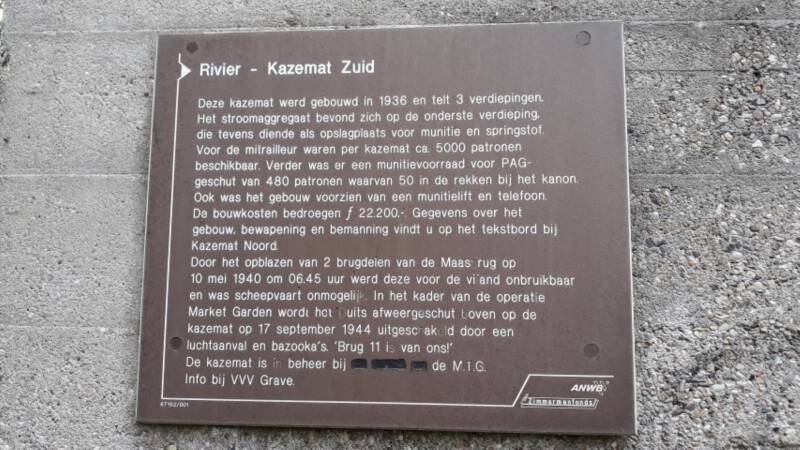 Rivier - Kazemat Zuid
Deze kazemat werd gebouwd in 1936 en telt 3 verdiepingen.
Het stroomaggregaat bevond zich op de onderste verdieping,
die tevens diende als opslagplaats voor munitie en springstof.
Voor de mitrailleur waren per kazemat ca. 5000 patronen
beschikbaar. Verder was er een munitievoorraad voor PAG-
geschut van 480 patronen waarvan 50 in de rekken bij het kanon.
Ook was het gebouw voorzien van een munitielift en telefoon.
De bouwkosten bedroegen ƒ 22.200,-. Gegevens over het
gebouw, bewapening en bemanning vindt u op het tekstbord bij
Kazemat Noord.
Door het opblazen van 2 brugdelen van de Maasbrug op
10 mei 1940 om 06.45 uur werd deze voor de vijand onbruikbaar
en was scheepvaart onmogelijk. In het kader van de operatie
Market Garden wordt het Duits afweergeschut boven op de
kazemat op 17 september 1944 uitgeschakeld door een
luchtaanval en bazooka's. 'Brug 11 is van ons!'
De kazemat is in beheer bij de M.T.G.
Info bij VVV Grave.
67152/001
ANWB
Zimmermanfonds